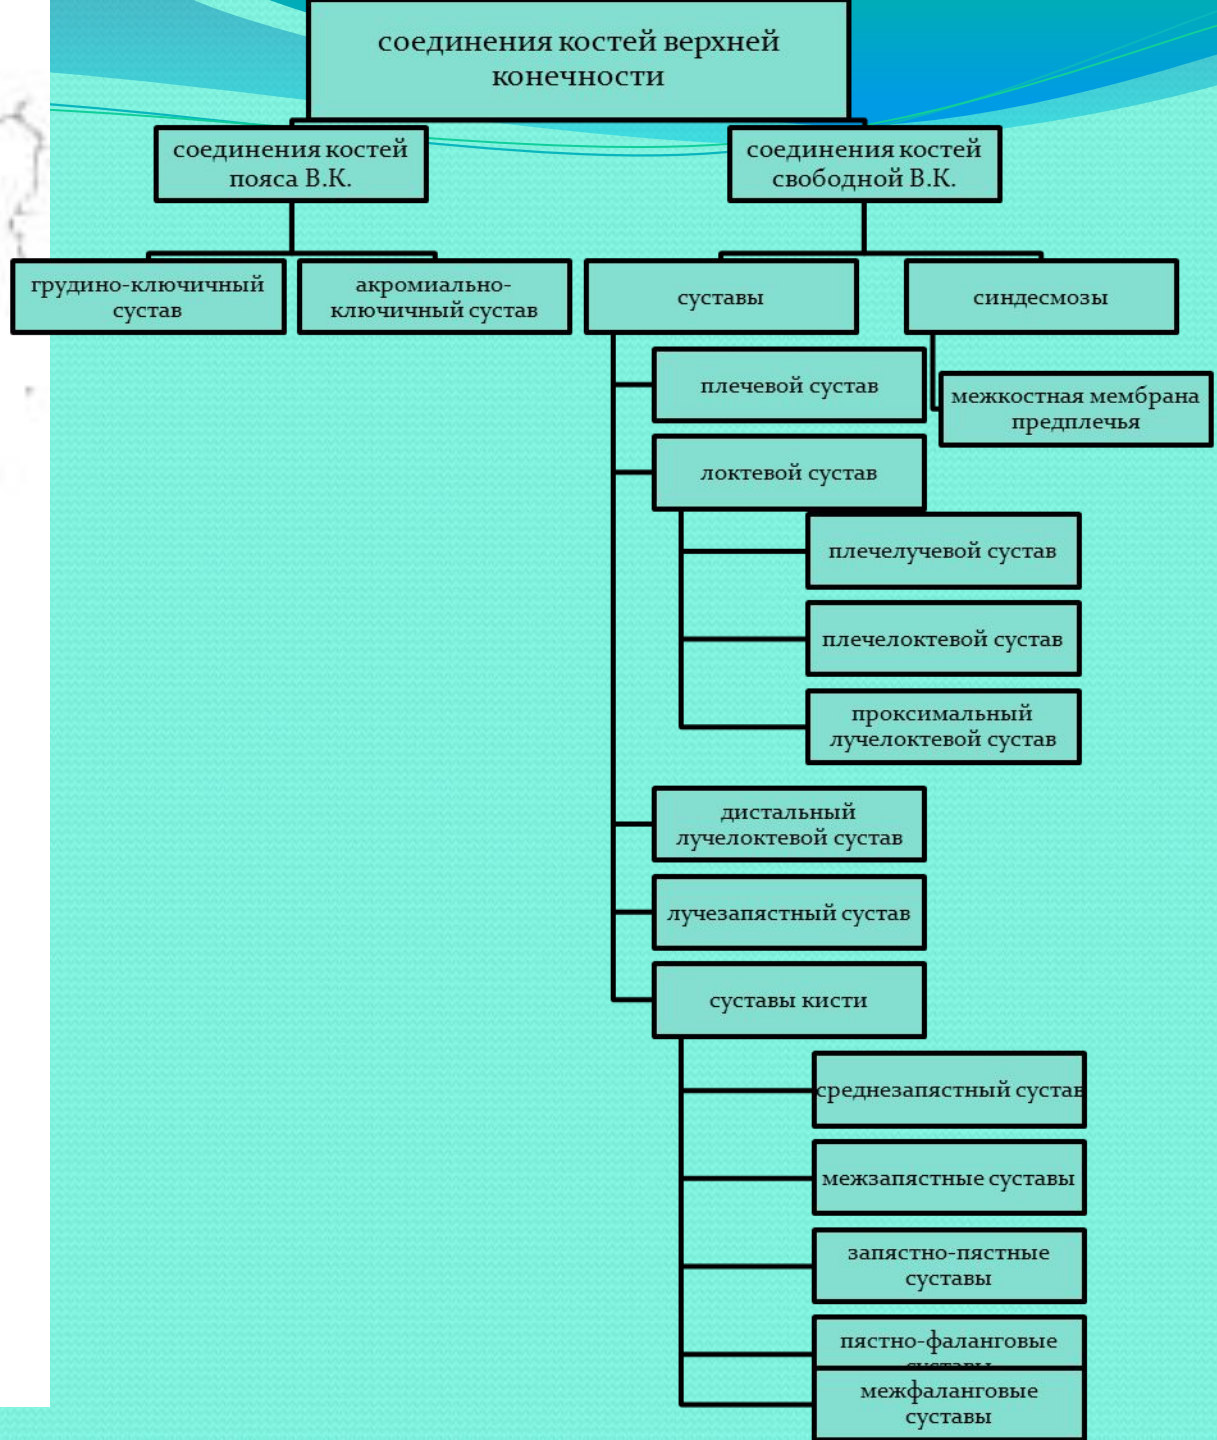 соединения костей верхней
конечности
соединения костей
пояса В.К.
соединения костей
свободной В.К.
грудино-ключичный
сустав
акромиально-
ключичный сустав
суставы
синдесмозы
плечевой сустав
межкостная мембрана
предплечья
локтевой сустав
плечелучевой сустав
плечелоктевой сустав
проксимальный
лучелоктевой сустав
дистальный
лучелоктевой сустав
лучезапястный сустав
суставы кисти
среднезапястный сустав
межзапястные суставы
запястно-пястные
суставы
пястно-фаланговые
суставы
межфаланговые
суставы